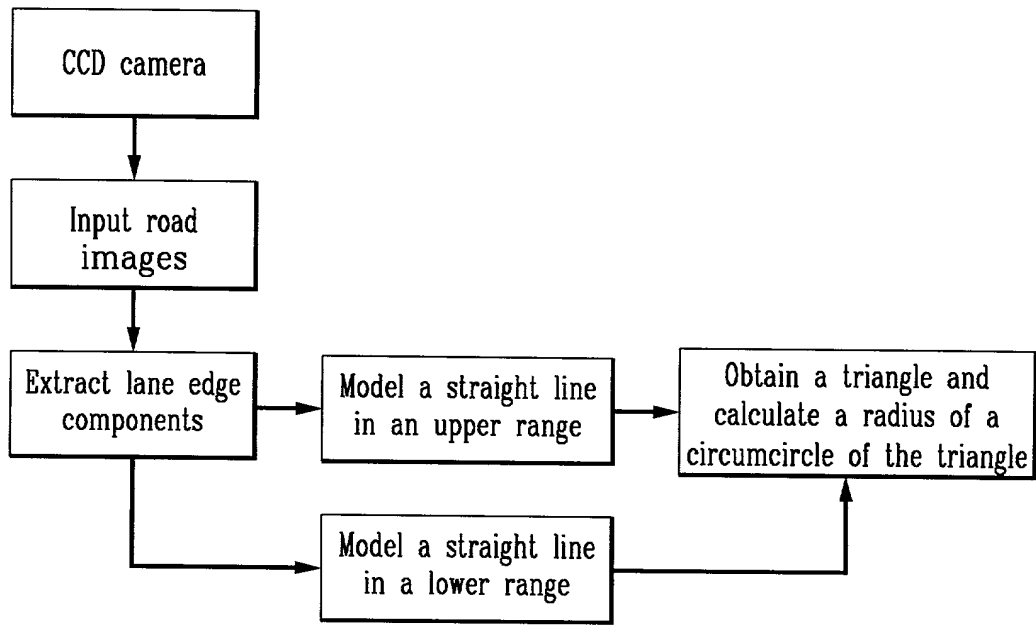 CCD camera
Input road
images
Extract lane edge
components
Model a straight line
in an upper range
Obtain a triangle and
calculate a radius of a
circumcircle of the triangle
Model a straight line
in a lower range